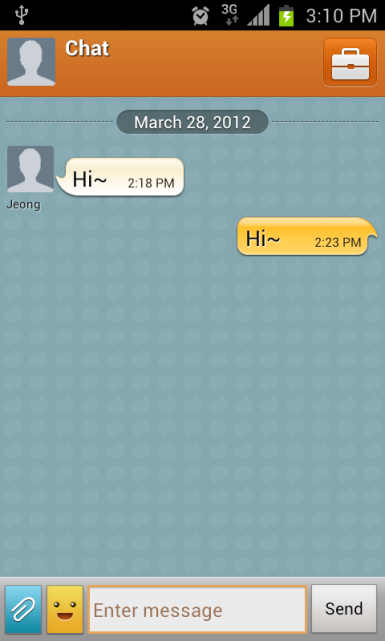 3G 3:10 PM
Chat
March 28, 2012
Hi~ 2:18 PM
Jeong
Hi~ 2:23 PM
Enter message Send